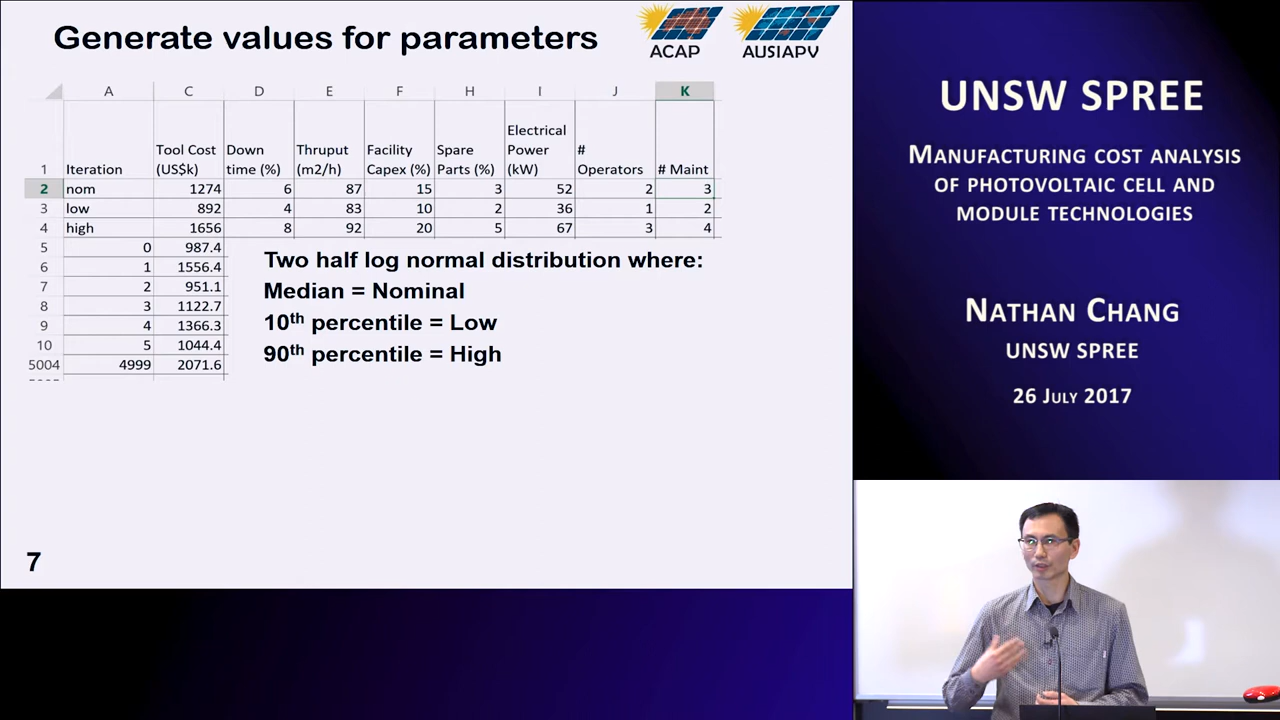 Generate values for parameters
ACAP
AUSIAPV
A C D E F G H I J K
1 Iteration Tool Cost (US$k) Down time (%) Thruput (m2/h) Facility Capex (%) Spare Parts (%) Electrical Power (kW) # Operators # Maint
2 nom 1274 6 87 15 3 52 2 3
3 low 892 4 83 10 2 36 1 2
4 high 1656 8 92 20 5 67 3 4
5 0 987.4
6 1 1556.4
7 2 951.1
8 3 1122.7
9 4 1366.3
10 5 1044.4
5004 4999 2071.6
Two half log normal distribution where:
Median = Nominal
10th percentile = Low
90th percentile = High
7
UNSW SPREE
Manufacturing cost analysis
of photovoltaic cell and
module technologies
Nathan Chang
UNSW SPREE
26 July 2017